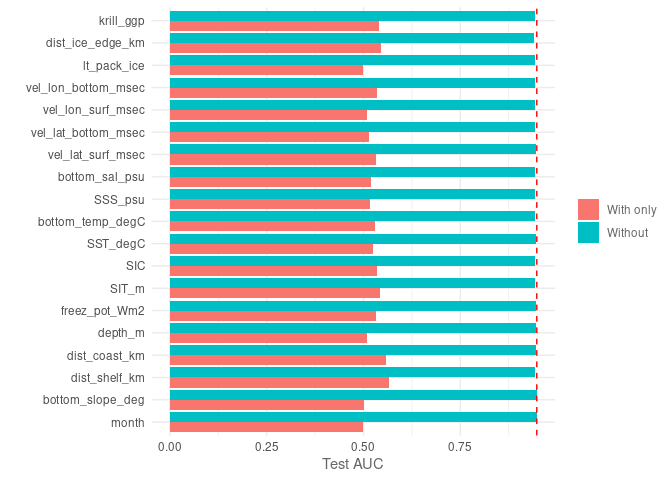 krill_ggp
dist_ice_edge_km
lt_pack_ice
vel_lon_bottom_msec
vel_lon_surf_msec
vel_lat_bottom_msec
vel_lat_surf_msec
bottom_sal_psu
SSS_psu
bottom_temp_degC
SST_degC
SIC
SIT_m
freez_pot_Wm2
depth_m
dist_coast_km
dist_shelf_km
bottom_slope_deg
month
0.00 0.25 0.50 0.75
Test AUC
With only
Without